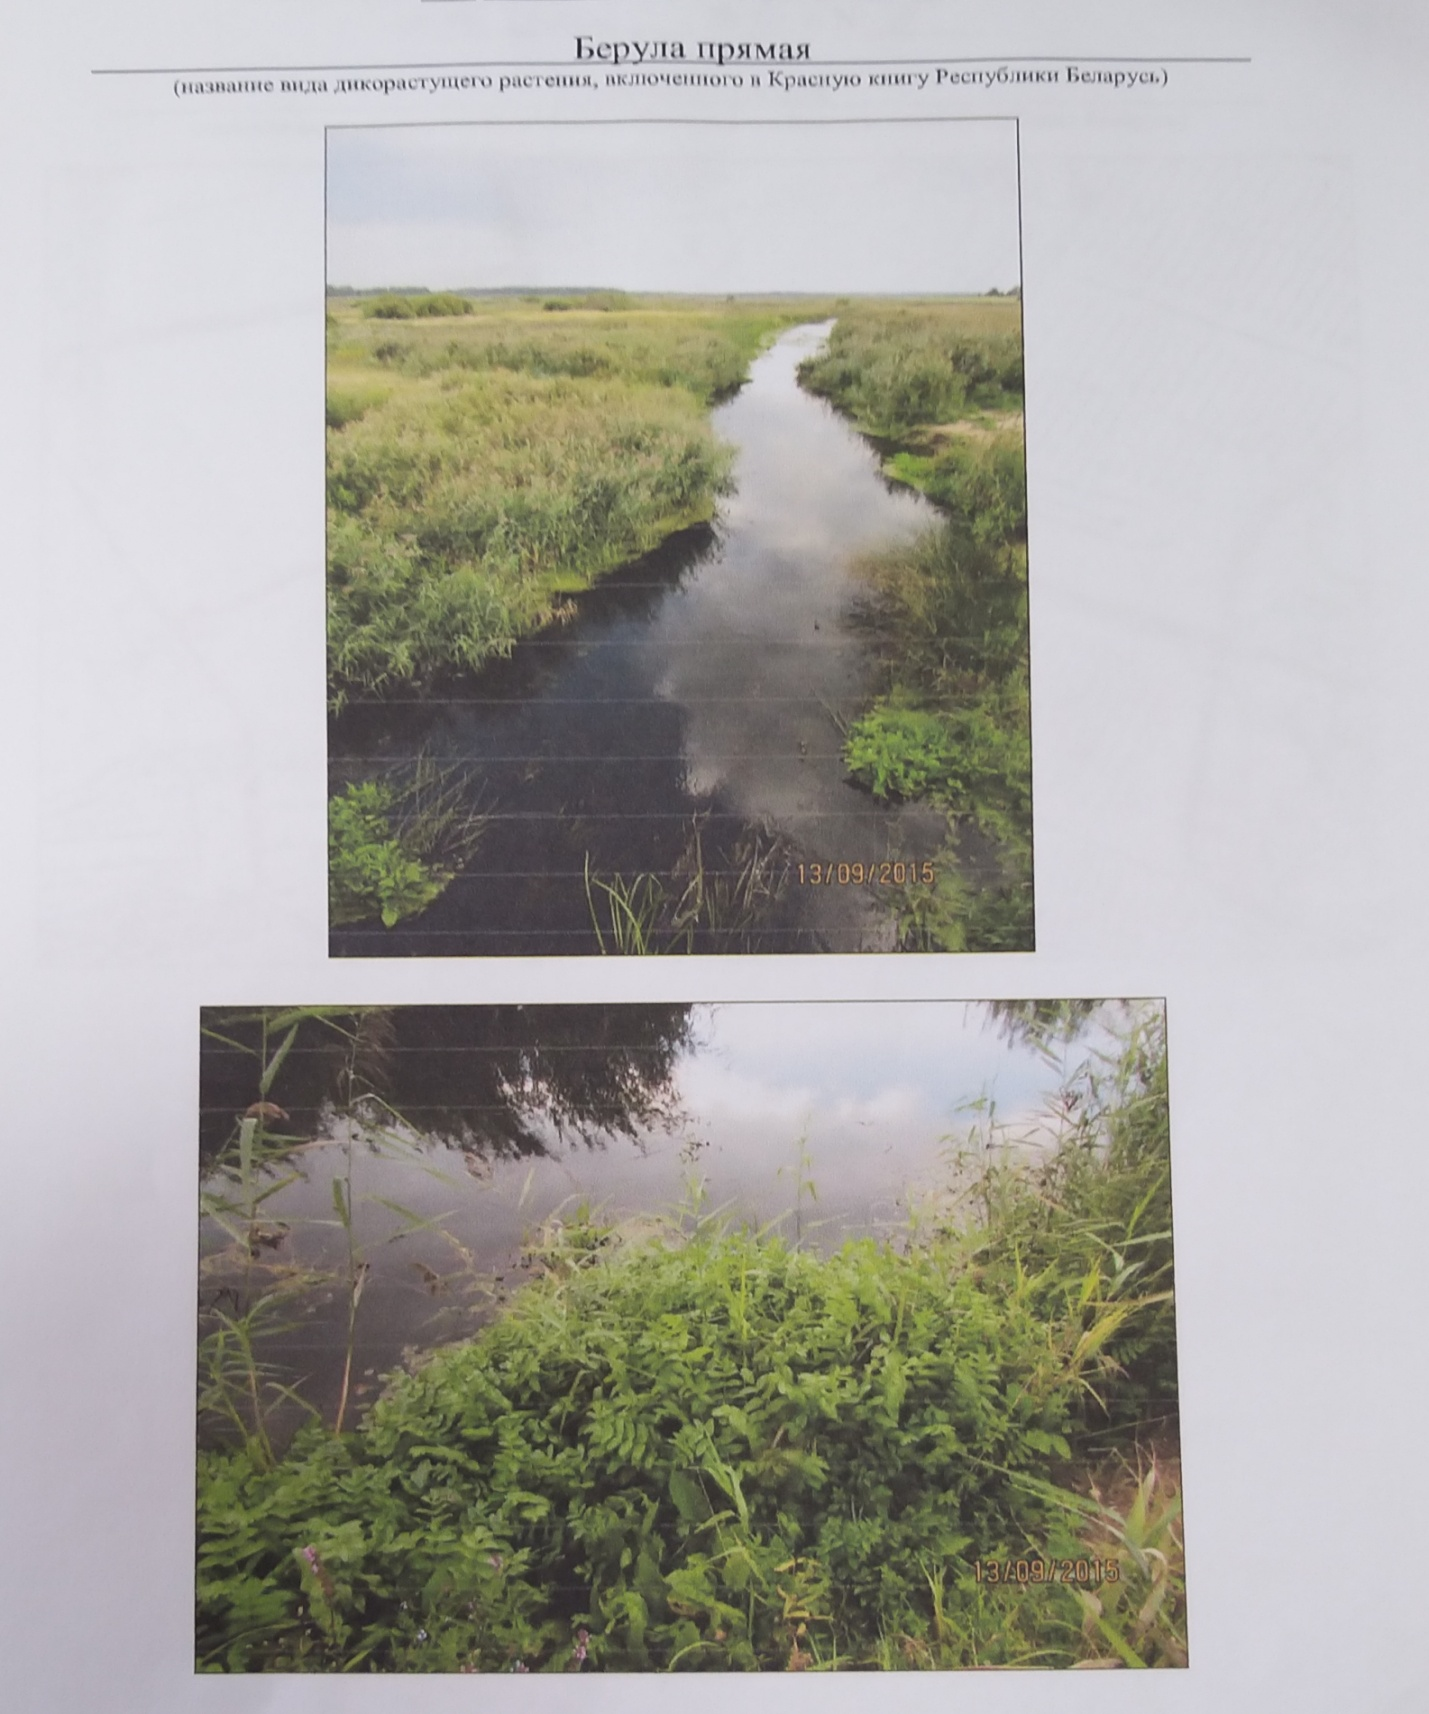 Берула прямая
(название вида дикорастущего растения, включенного в Красную книгу Республики Беларусь)
13/09/2015
13/09/2015